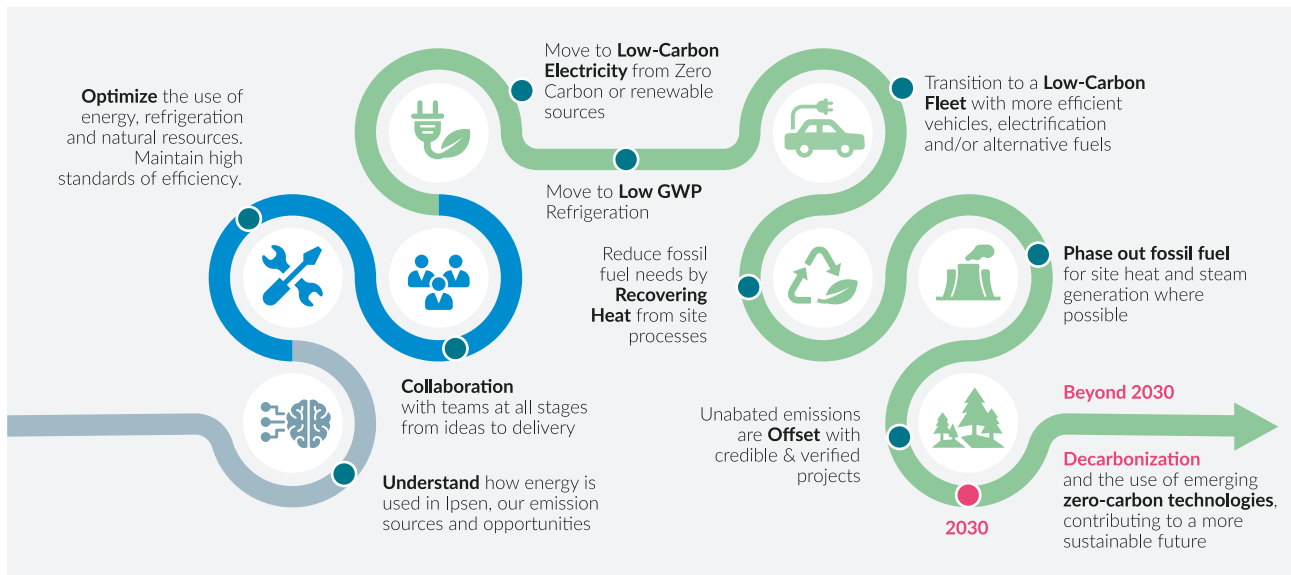 Optimize the use of
energy, refrigeration
and natural resources.
Maintain high
standards of efficiency.
Move to Low-Carbon
Electricity from Zero
Carbon or renewable
sources
Transition to a Low-Carbon
Fleet with more efficient
vehicles, electrification
and/or alternative fuels
Move to Low GWP
Refrigeration
Reduce fossil
fuel needs by
Recovering
Heat from site
processes
Phase out fossil fuel
for site heat and steam
generation where
possible
Collaboration
with teams at all stages
from ideas to delivery
Understand how energy is
used in Ipsen, our emission
sources and opportunities
Unabated emissions
are Offset with
credible & verified
projects
2030
Beyond 2030
Decarbonization
and the use of emerging
zero-carbon technologies,
contributing to a more
sustainable future